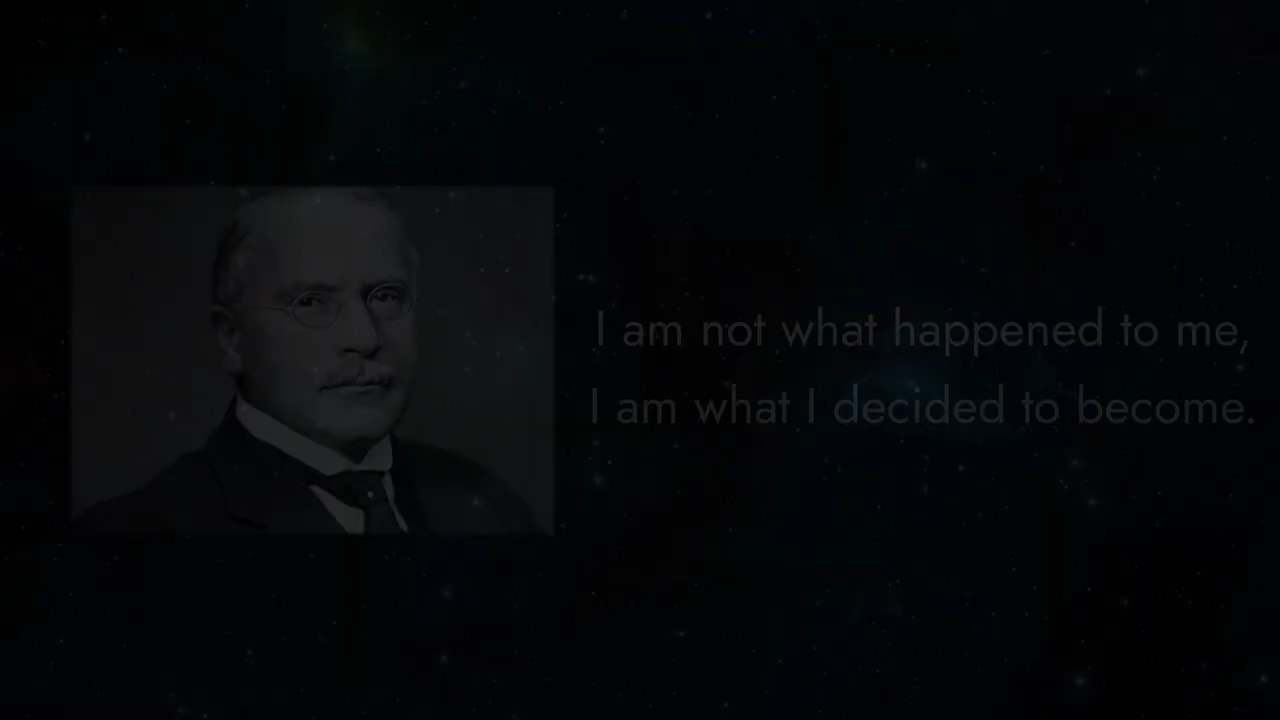 I am not what happened to me,
I am what I decided to become.